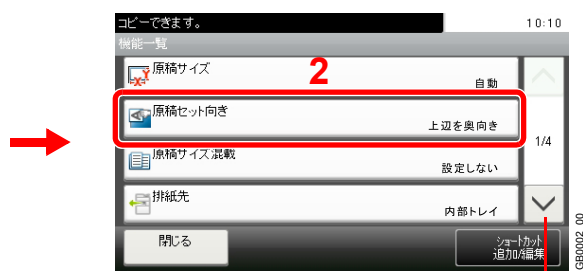 コピーできます。
10:10
機能一覧
原稿サイズ
2
自動
原稿セット向き
上辺を奥向き
1/4
原稿サイズ混載
設定しない
排紙先
内部トレイ
閉じる
ショートカット
追加/編集
GB0002_00